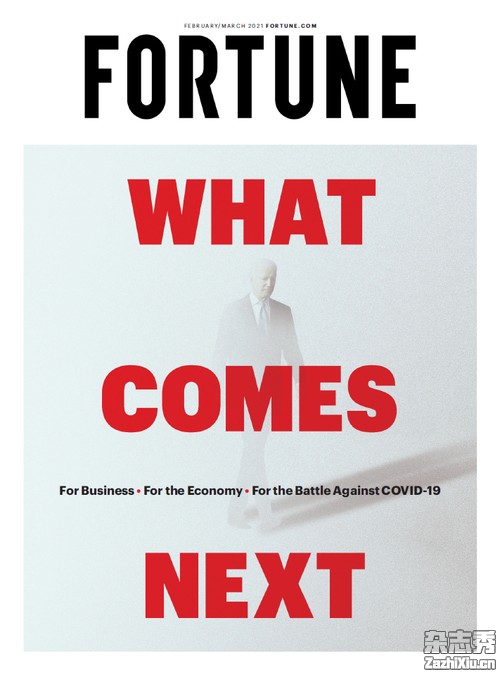 FEBRUARY/MARCH 2021 FORTUNE.COM
FORTUNE
WHAT
COMES
For Business • For the Economy • For the Battle Against COVID-19
NEXT
杂志秀
ZazhiXiu.cn